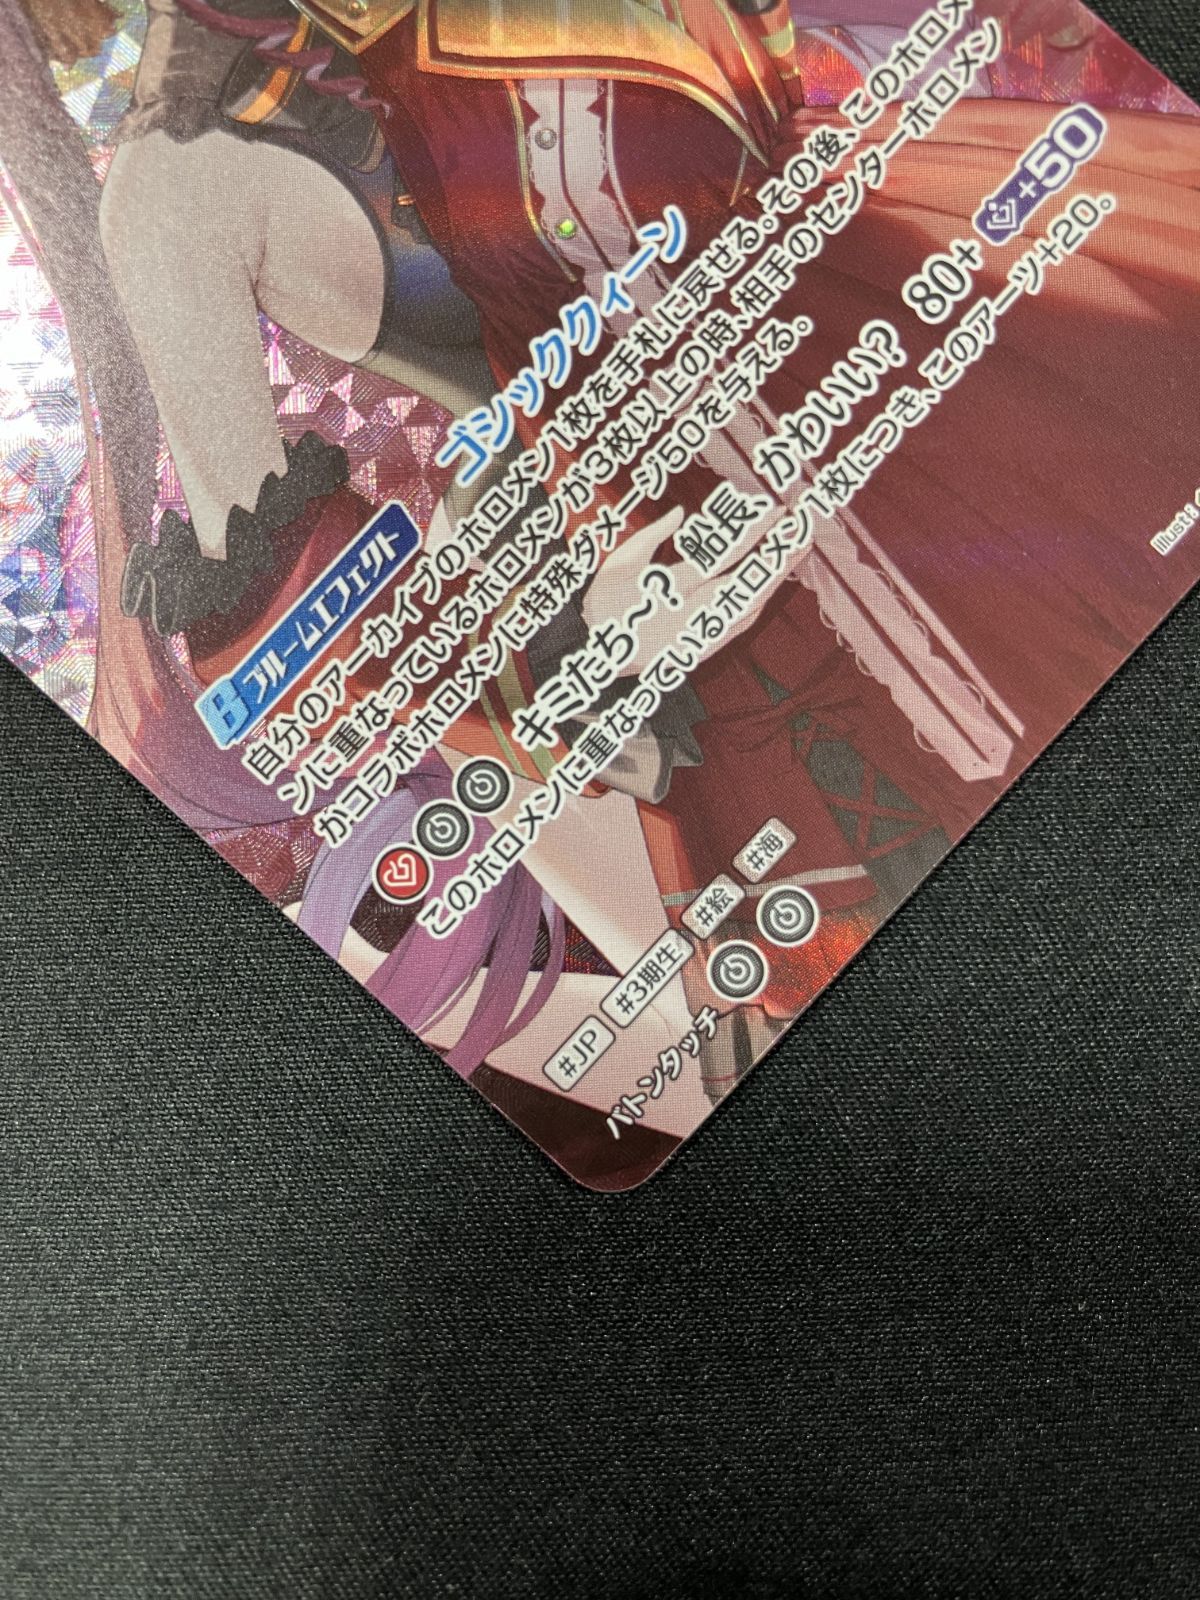 Bブルームエフェクト ゴシッククィーン
自分のアーカイブのホロメン1枚を手札に戻せる。その後、このホロメ
ンに重なっているホロメンが3枚以上の時、相手のセンターホロメン
かコラボホロメンに特殊ダメージ50を与える。
キミたち〜? 船長、かわいい? 80+ +50
このホロメンに重なっているホロメン1枚につき、このアーツ+20。
illust:
#JP #3期生 #絵 #海
バトンタッチ